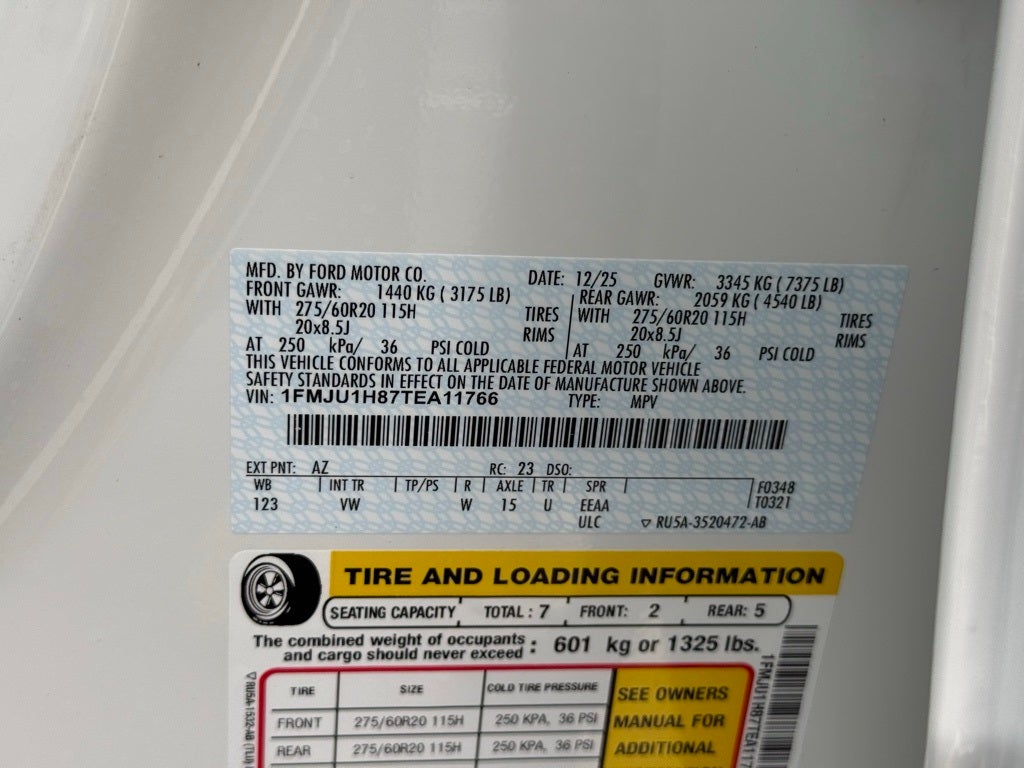 MFD. BY FORD MOTOR CO. DATE: 12/25 GVWR: 3345 KG ( 7375 LB)
FRONT GAWR: 1440 KG ( 3175 LB) REAR GAWR: 2059 KG ( 4540 LB)
WITH 275/60R20 115H TIRES WITH 275/60R20 115H TIRES
20x8.5J RIMS 20x8.5J RIMS
AT 250 kPa/ 36 PSI COLD AT 250 kPa/ 36 PSI COLD
THIS VEHICLE CONFORMS TO ALL APPLICABLE FEDERAL MOTOR VEHICLE
SAFETY STANDARDS IN EFFECT ON THE DATE OF MANUFACTURE SHOWN ABOVE.
VIN: 1FMJU1H87TEA11766 TYPE: MPV
EXT PNT: AZ RC: 23 DSO:
WB INT TR TP/PS R AXLE TR SPR F0348
123 VW W 15 U EEAA T0321
ULC ▽ RU5A-3520472-AB
TIRE AND LOADING INFORMATION
SEATING CAPACITY TOTAL : 7 FRONT: 2 REAR: 5
The combined weight of occupants
and cargo should never exceed : 601 kg or 1325 lbs.
TIRE SIZE COLD TIRE PRESSURE
FRONT 275/60R20 115H 250 KPA, 36 PSI
REAR 275/60R20 115H 250 KPA, 36 PSI
SEE OWNERS
MANUAL FOR
ADDITIONAL
1FMJU1H87TEA117